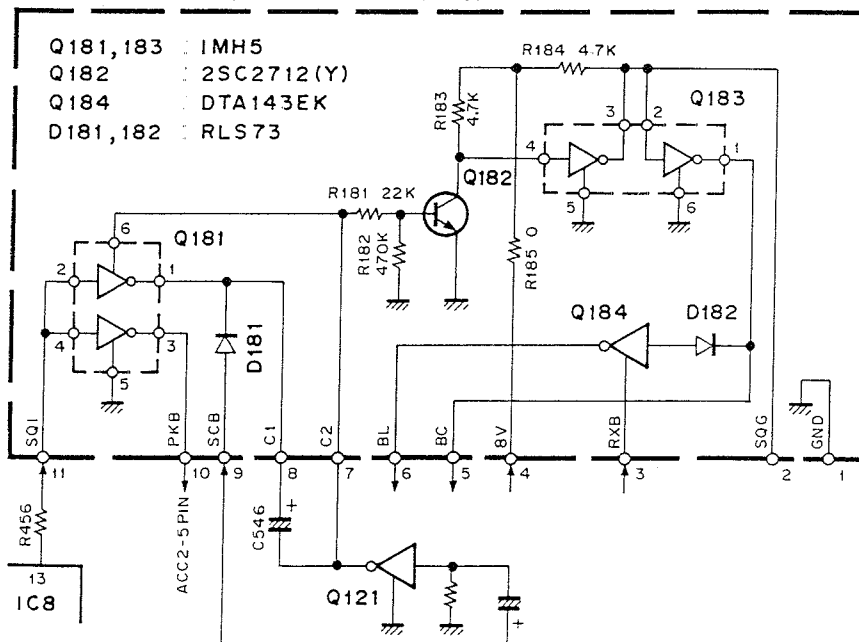 Q181,183 : IMH5
Q182 : 2SC2712(Y)
Q184 : DTA143EK
D181,182 : RLS73
R184 4.7K
R183 4.7K
Q183
3 2
4
1
5
6
Q182
R181 22K
R182 470K
R185 0
6
Q181
2
1
4
3
5
D181
Q184
D182
SQI
PKB
SCB
C1
C2
BL
BC
8V
RXB
SQG
GND
11
10
9
8
7
6
5
4
3
2
1
R456
ACC2-5PIN
C546
+
13
IC8
Q121
+